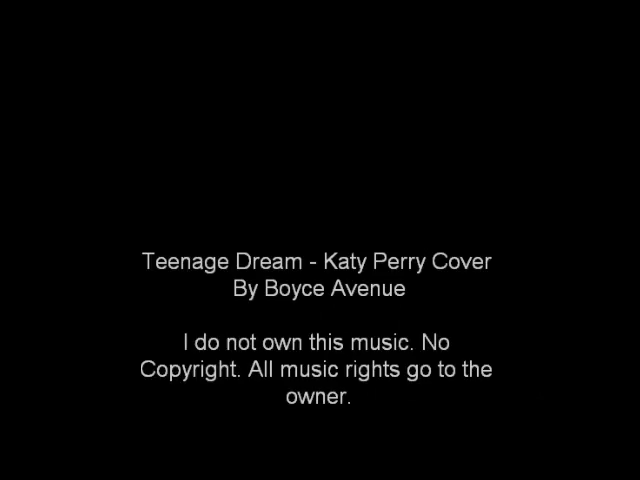 Teenage Dream - Katy Perry Cover
By Boyce Avenue
I do not own this music. No
Copyright. All music rights go to the
owner.